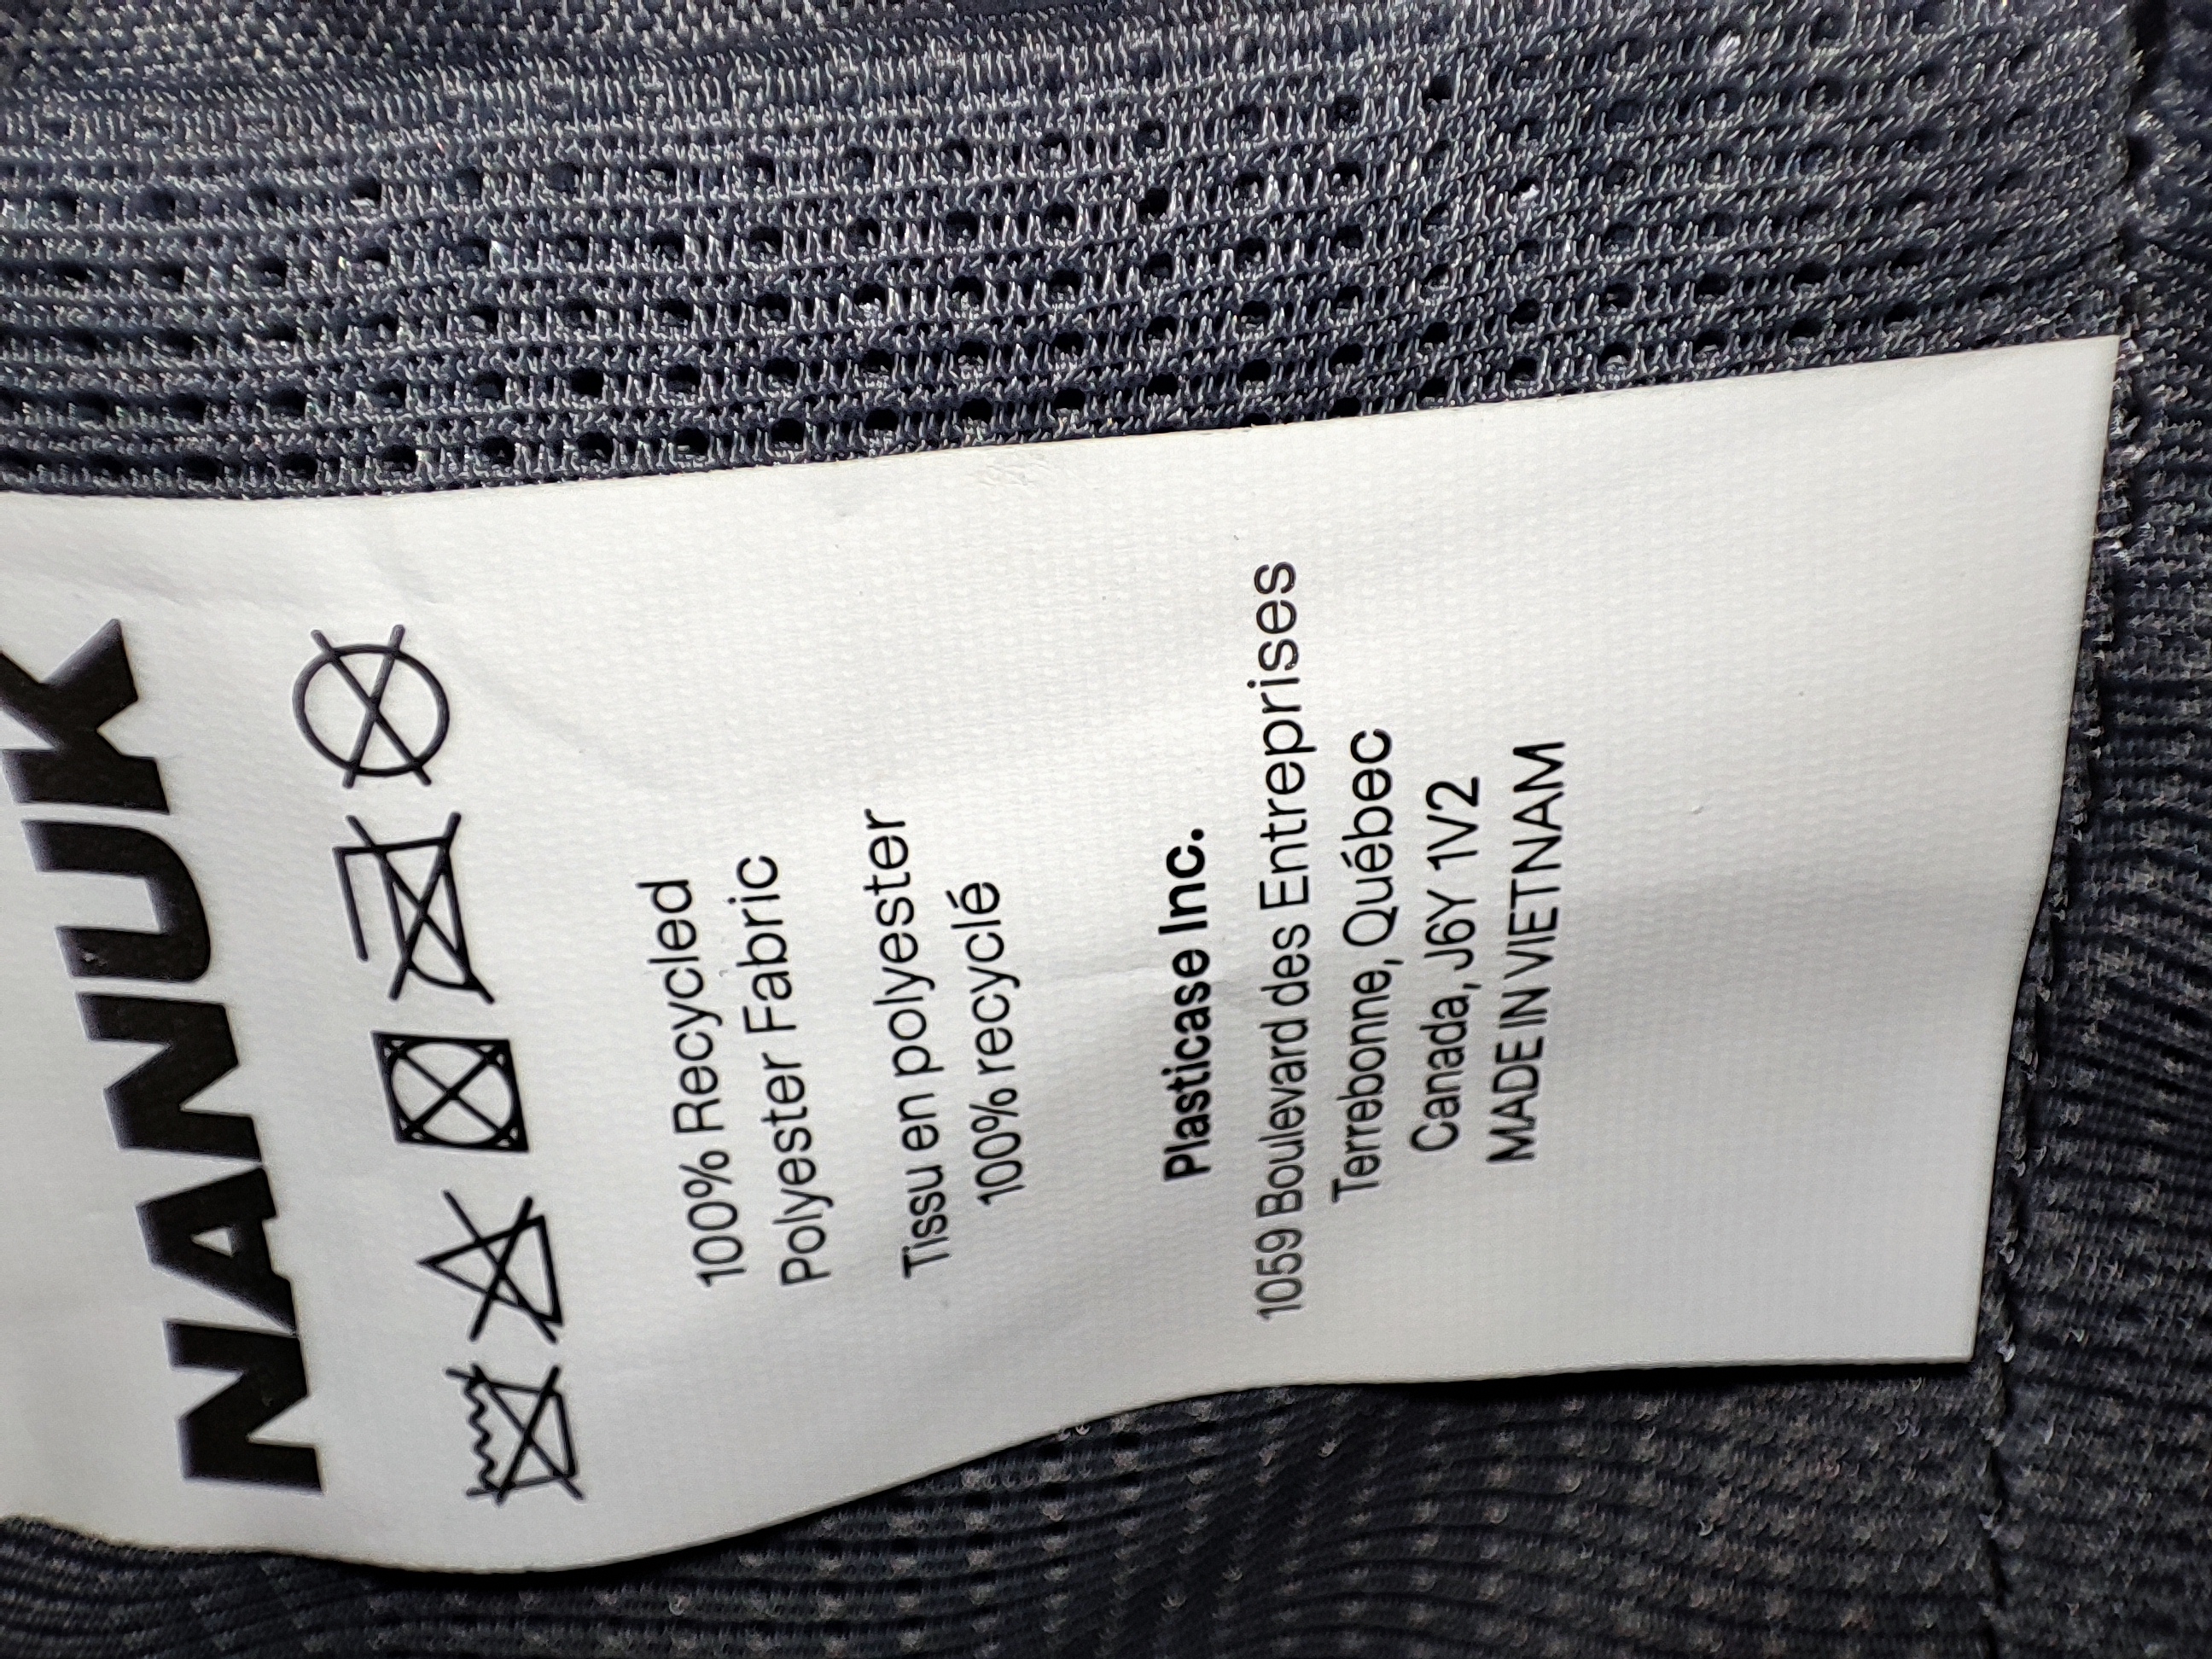 NANUK
100% Recycled
Polyester Fabric
Tissu en polyester
100% recyclé
Plasticase Inc.
1059 Boulevard des Entreprises
Terrebonne, Québec
Canada, J6Y 1V2
MADE IN VIETNAM